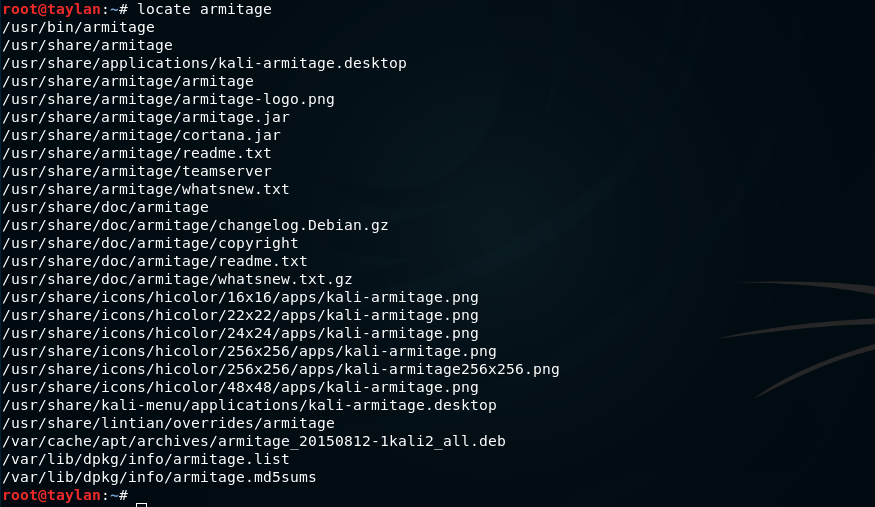 root@taylan:~# locate armitage
/usr/bin/armitage
/usr/share/armitage
/usr/share/applications/kali-armitage.desktop
/usr/share/armitage/armitage
/usr/share/armitage/armitage-logo.png
/usr/share/armitage/armitage.jar
/usr/share/armitage/cortana.jar
/usr/share/armitage/readme.txt
/usr/share/armitage/teamserver
/usr/share/armitage/whatsnew.txt
/usr/share/doc/armitage
/usr/share/doc/armitage/changelog.Debian.gz
/usr/share/doc/armitage/copyright
/usr/share/doc/armitage/readme.txt
/usr/share/doc/armitage/whatsnew.txt.gz
/usr/share/icons/hicolor/16x16/apps/kali-armitage.png
/usr/share/icons/hicolor/22x22/apps/kali-armitage.png
/usr/share/icons/hicolor/24x24/apps/kali-armitage.png
/usr/share/icons/hicolor/256x256/apps/kali-armitage.png
/usr/share/icons/hicolor/256x256/apps/kali-armitage256x256.png
/usr/share/icons/hicolor/48x48/apps/kali-armitage.png
/usr/share/kali-menu/applications/kali-armitage.desktop
/usr/share/lintian/overrides/armitage
/var/cache/apt/archives/armitage_20150812-1kali2_all.deb
/var/lib/dpkg/info/armitage.list
/var/lib/dpkg/info/armitage.md5sums
root@taylan:~#